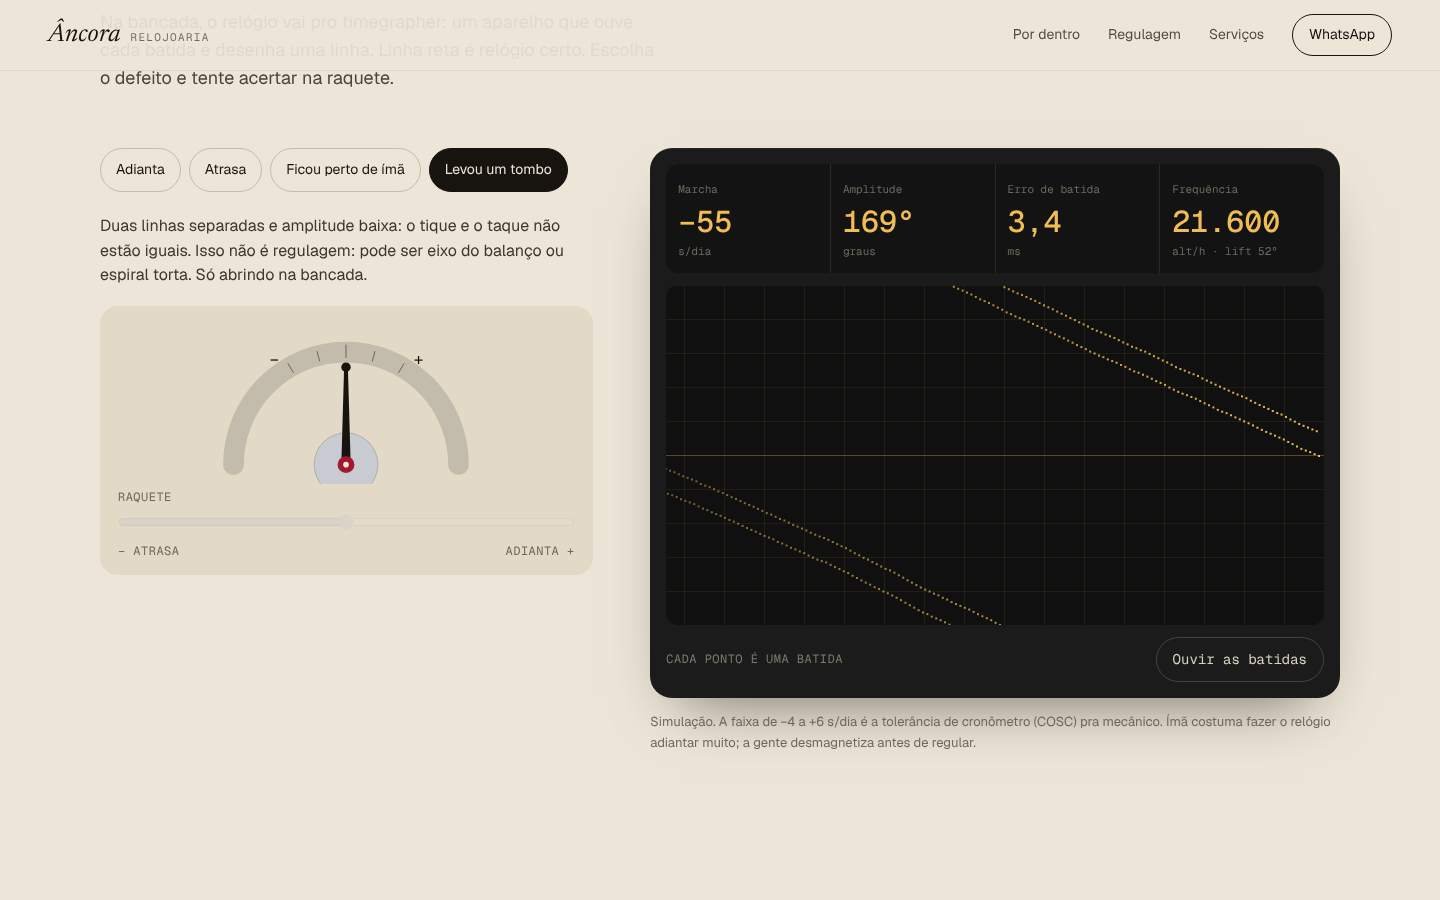 Na bancada, o relógio vai pro timegrapher: um aparelho que ouve
Âncora RELOJOARIA
Por dentro
Regulagem
Serviços
WhatsApp
cada batida e desenha uma linha. Linha reta é relógio certo. Escolha
o defeito e tente acertar na raquete.
Adianta
Atrasa
Ficou perto de ímã
Levou um tombo
Duas linhas separadas e amplitude baixa: o tique e o taque não
estão iguais. Isso não é regulagem: pode ser eixo do balanço ou
espiral torta. Só abrindo na bancada.
− +
RAQUETE
− ATRASA
ADIANTA +
Marcha
−55
s/dia
Amplitude
169°
graus
Erro de batida
3,4
ms
Frequência
21.600
alt/h · lift 52°
CADA PONTO É UMA BATIDA
Ouvir as batidas
Simulação. A faixa de −4 a +6 s/dia é a tolerância de cronômetro (COSC) pra mecânico. Ímã costuma fazer o relógio
adiantar muito; a gente desmagnetiza antes de regular.